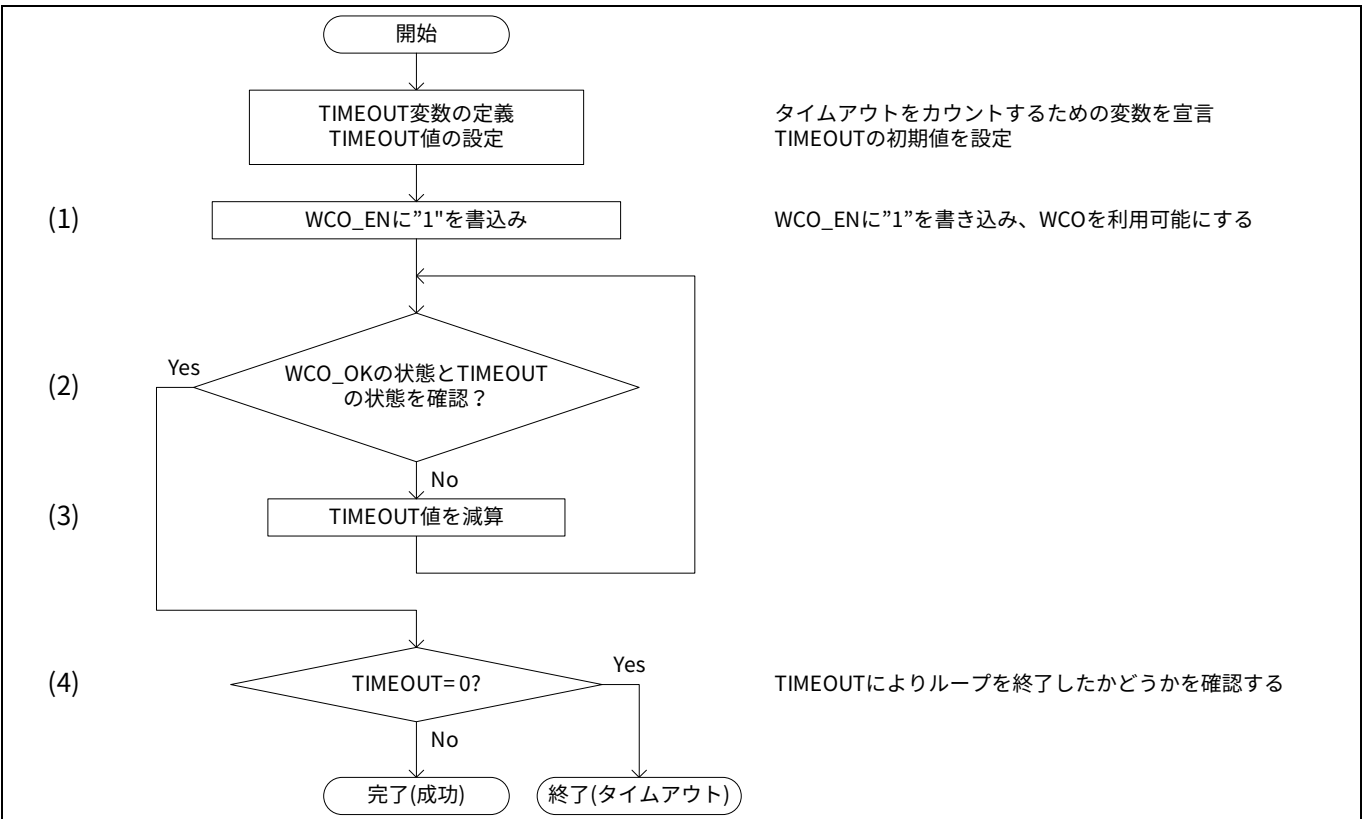 開始
TIMEOUT変数の定義
TIMEOUT値の設定
タイムアウトをカウントするための変数を宣言
TIMEOUTの初期値を設定
(1)
WCO_ENに”1"を書込み
WCO_ENに”1”を書き込み、WCOを利用可能にする
(2)
Yes
WCO_OKの状態とTIMEOUT
の状態を確認？
No
(3)
TIMEOUT値を減算
(4)
TIMEOUT= 0?
Yes
TIMEOUTによりループを終了したかどうかを確認する
No
完了(成功)
終了(タイムアウト)